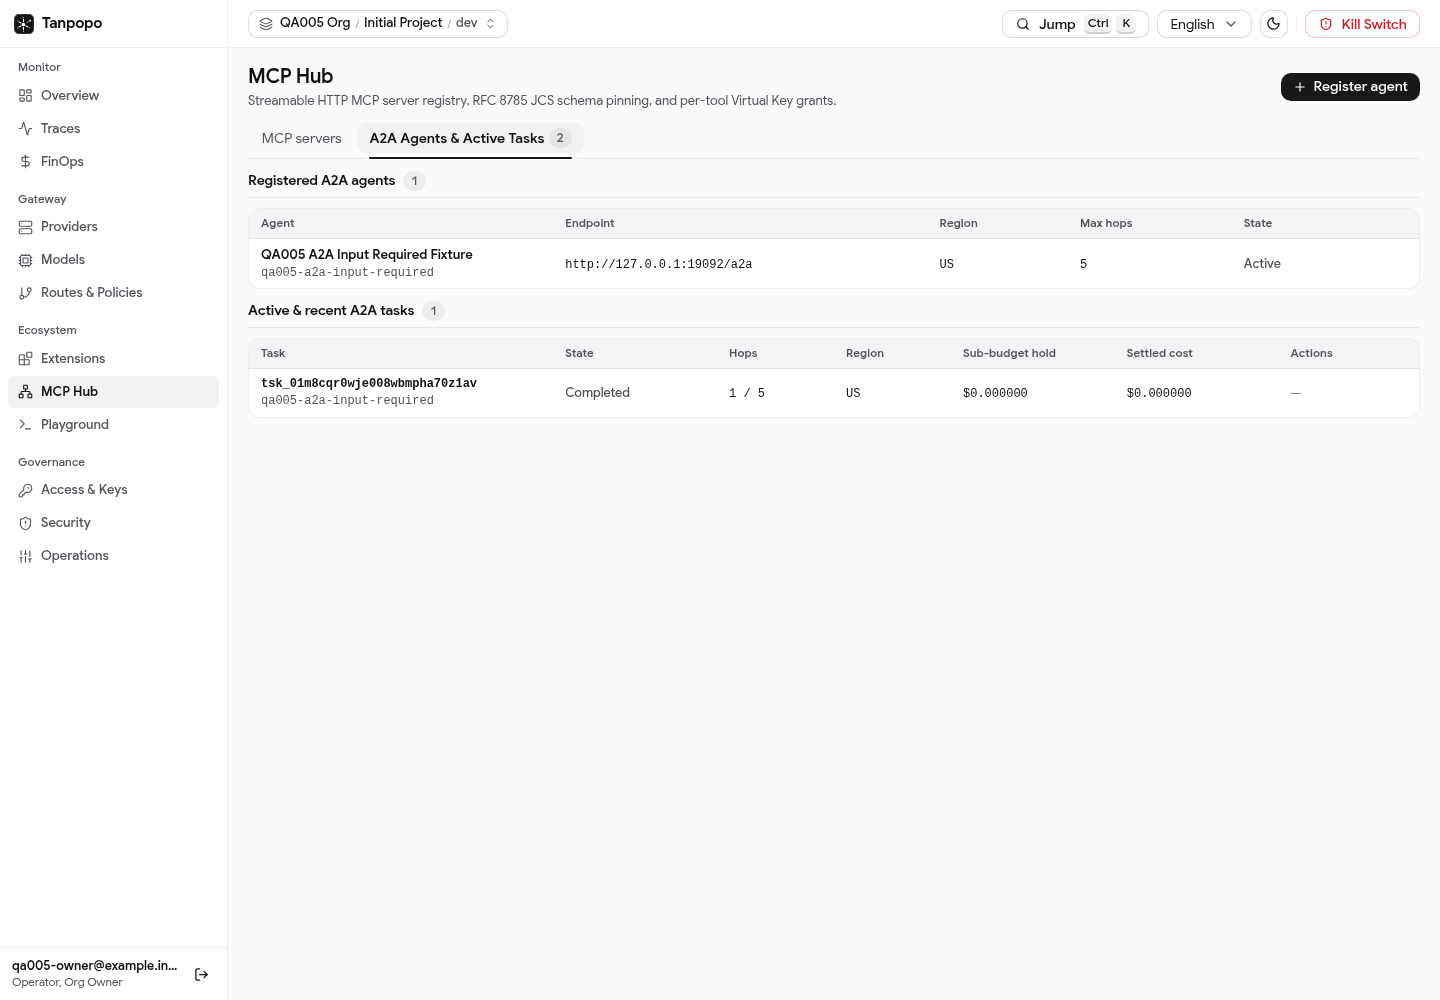 Tanpopo
QA005 Org / Initial Project / dev
Jump Ctrl K
English
Kill Switch
Monitor
Overview
Traces
FinOps
Gateway
Providers
Models
Routes & Policies
Ecosystem
Extensions
MCP Hub
Playground
Governance
Access & Keys
Security
Operations
qa005-owner@example.in...
Operator, Org Owner
MCP Hub
Streamable HTTP MCP server registry, RFC 8785 JCS schema pinning, and per-tool Virtual Key grants.
Register agent
MCP servers
A2A Agents & Active Tasks 2
Registered A2A agents 1
Agent Endpoint Region Max hops State
QA005 A2A Input Required Fixture
qa005-a2a-input-required
http://127.0.0.1:19092/a2a US 5 Active
Active & recent A2A tasks 1
Task State Hops Region Sub-budget hold Settled cost Actions
tsk_01m8cqr0wje008wbmpha70z1av
qa005-a2a-input-required
Completed 1 / 5 US $0.000000 $0.000000 —